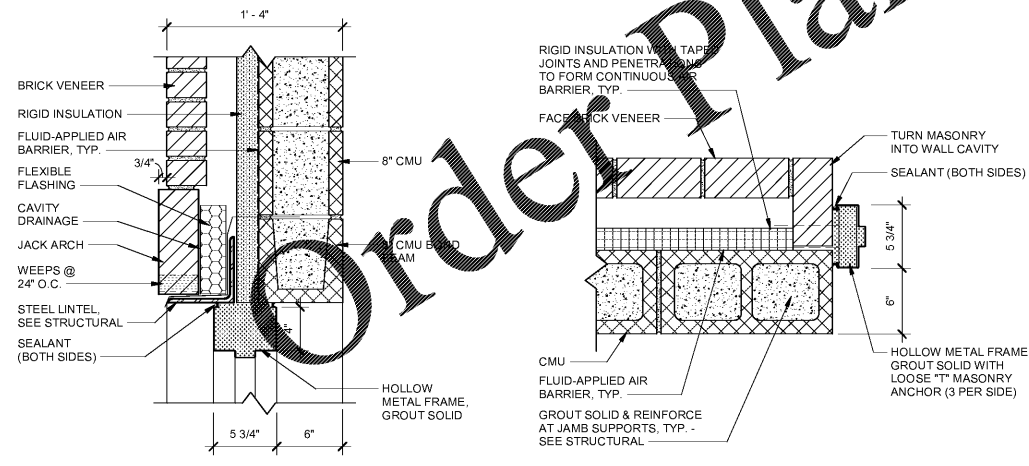 1' - 4"
BRICK VENEER
RIGID INSULATION
FLUID-APPLIED AIR
BARRIER, TYP.
3/4"
FLEXIBLE
FLASHING
CAVITY
DRAINAGE
JACK ARCH
WEEPS @
24" O.C.
STEEL LINTEL,
SEE STRUCTURAL
SEALANT
(BOTH SIDES)
8" CMU
CMU BOND
BEAM
HOLLOW
METAL FRAME,
GROUT SOLID
5 3/4"
6"
Order Pla
RIGID INSULATION WITH TAPED
JOINTS AND PENETRATIONS
TO FORM CONTINUOUS AIR
BARRIER, TYP.
FACE BRICK VENEER
TURN MASONRY
INTO WALL CAVITY
SEALANT (BOTH SIDES)
5 3/4"
6"
CMU
FLUID-APPLIED AIR
BARRIER, TYP.
GROUT SOLID & REINFORCE
AT JAMB SUPPORTS, TYP. -
SEE STRUCTURAL
HOLLOW METAL FRAME
GROUT SOLID WITH
LOOSE "T" MASONRY
ANCHOR (3 PER SIDE)